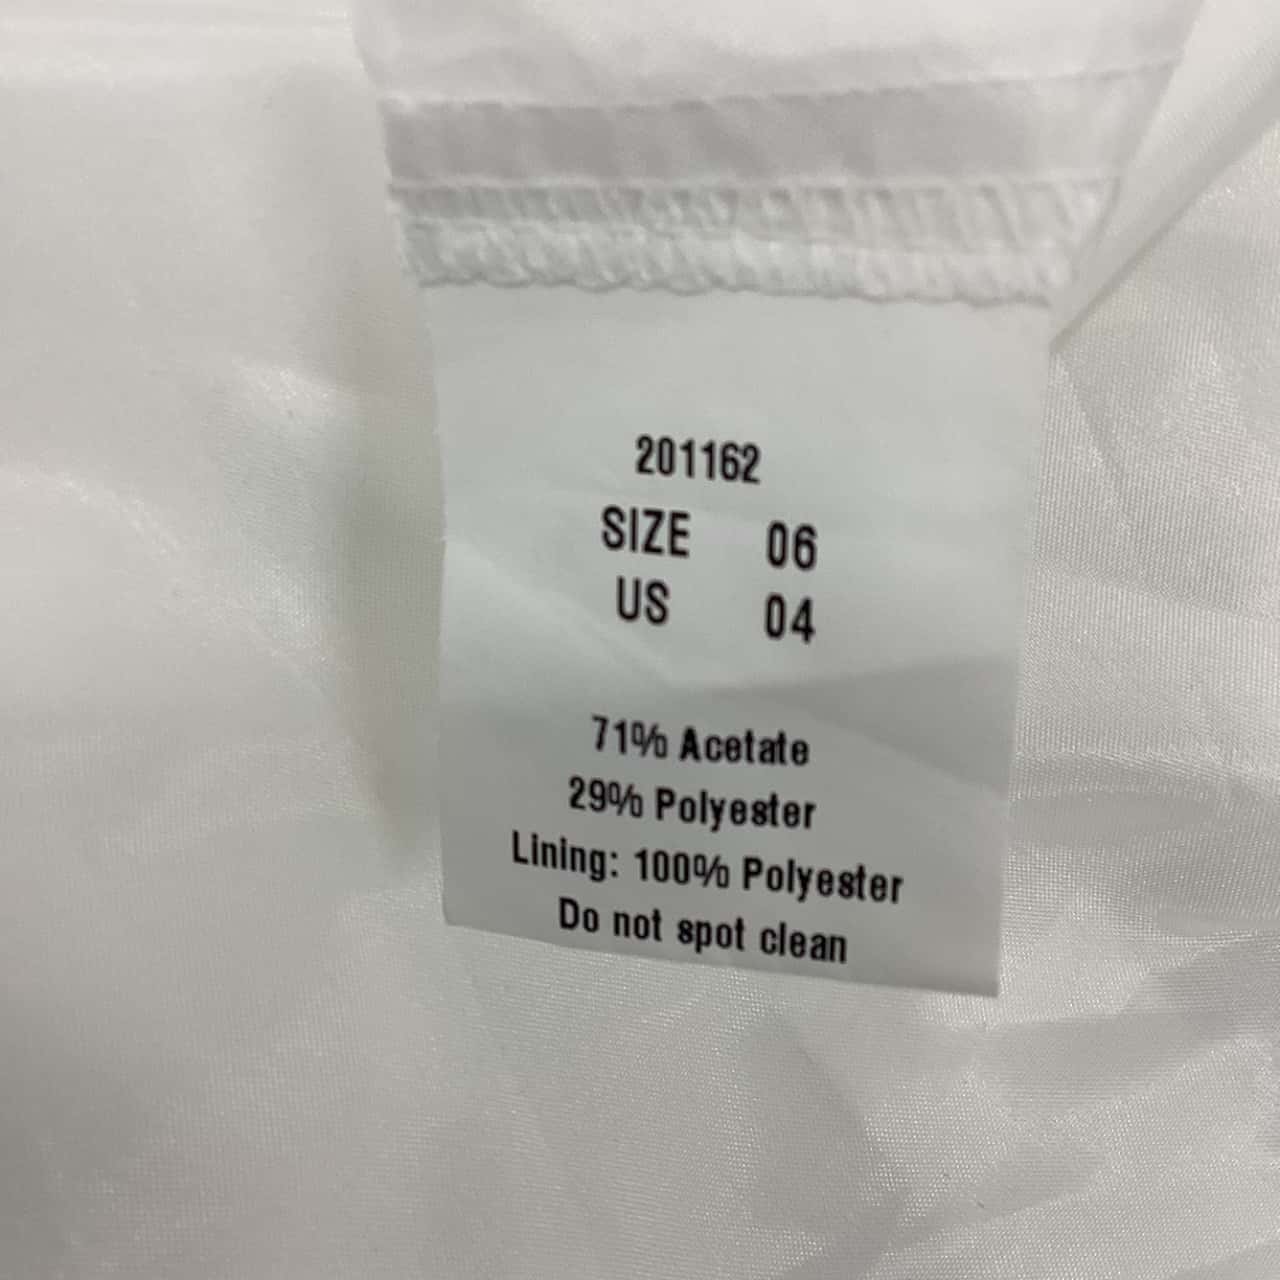 201162
SIZE 06
US 04
71% Acetate
29% Polyester
Lining: 100% Polyester
Do not spot clean